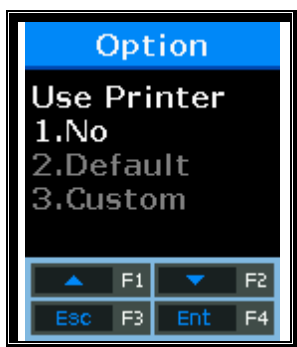 Option
Use Printer
1.No
2.Default
3.Custom
▲ F1 ▼ F2
Esc F3 Ent F4